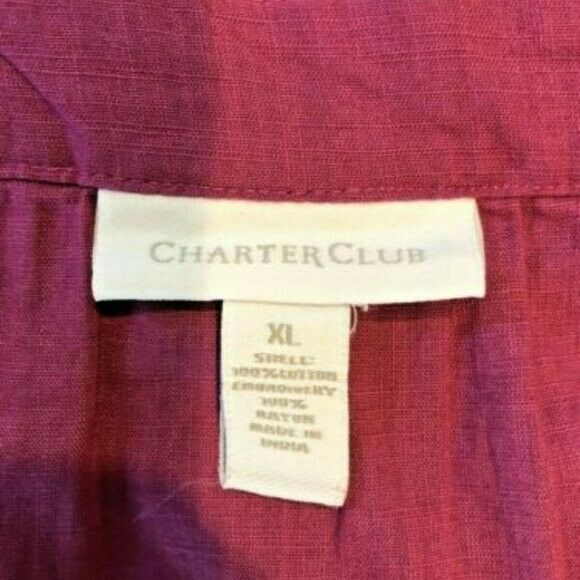 CHARTER CLUB
XL
SHELL:
100% COTTON
EMBROIDERY
100%
RAYON
MADE IN
INDIA